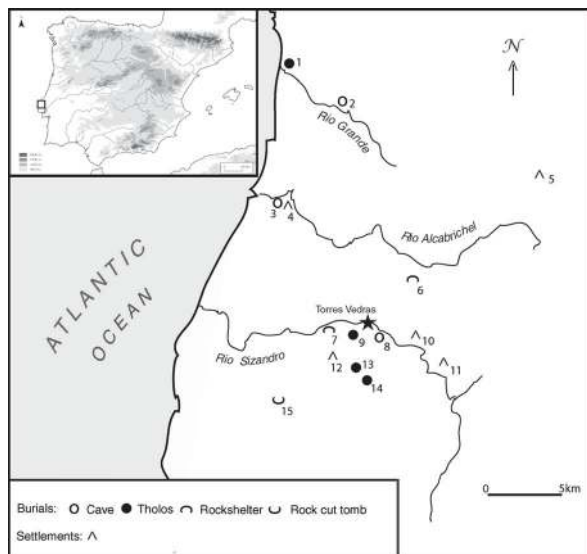 N
1
2
Rio Grande
5
3
4
Rio Alcabrichel
6
ATLANTIC
OCEAN
Torres Vedras
7
9
8
10
Rio Sizandro
12
13
11
14
15
0 5km
Burials: Cave Tholos Rockshelter Rock cut tomb
Settlements: